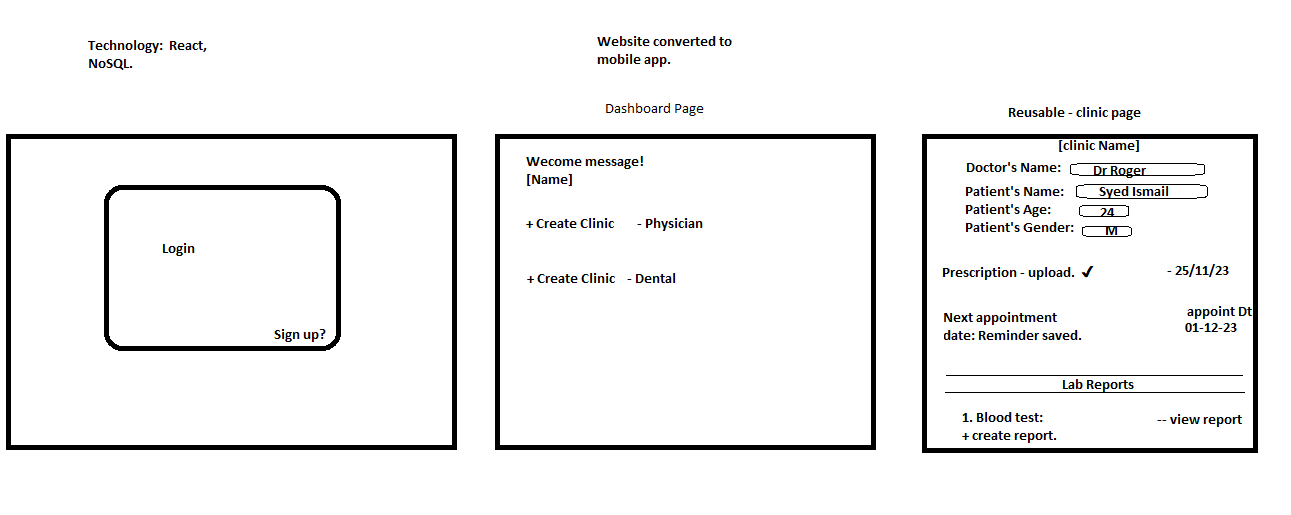 Technology: React,
NoSQL.
Website converted to
mobile app.
Dashboard Page
Reusable - clinic page
Login
Sign up?
Wecome message!
[Name]
+ Create Clinic - Physician
+ Create Clinic - Dental
[clinic Name]
Doctor's Name: Dr Roger
Patient's Name: Syed Ismail
Patient's Age: 24
Patient's Gender: M
Prescription - upload. ✓ - 25/11/23
Next appointment appoint Dt
date: Reminder saved. 01-12-23
Lab Reports
1. Blood test: -- view report
+ create report.